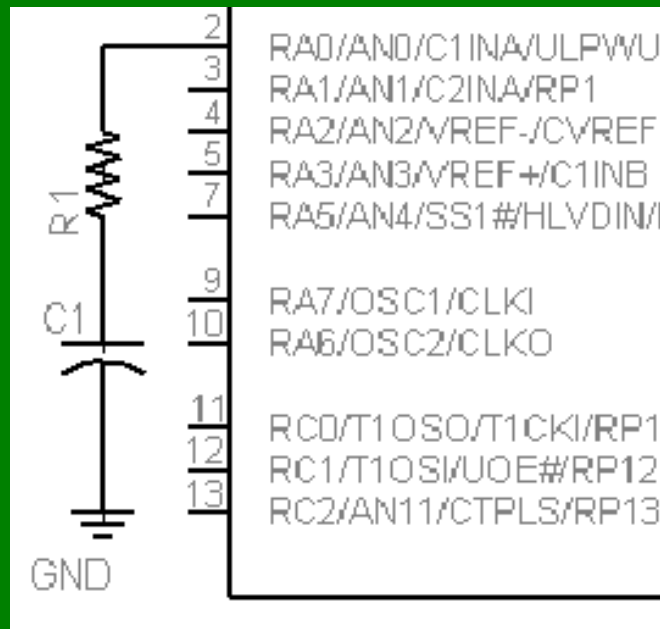 2
RA0/AN0/C1INA/ULPWU
3
RA1/AN1/C2INA/RP1
4
RA2/AN2/VREF-/CVREF
5
RA3/AN3/VREF+/C1INB
7
RA5/AN4/SS1#/HLVDIN/
R1
9
RA7/OSC1/CLKI
C1
10
RA6/OSC2/CLKO
11
RC0/T1OSO/T1CKI/RP1
12
RC1/T1OSI/UOE#/RP12
13
RC2/AN11/CTPLS/RP13
GND